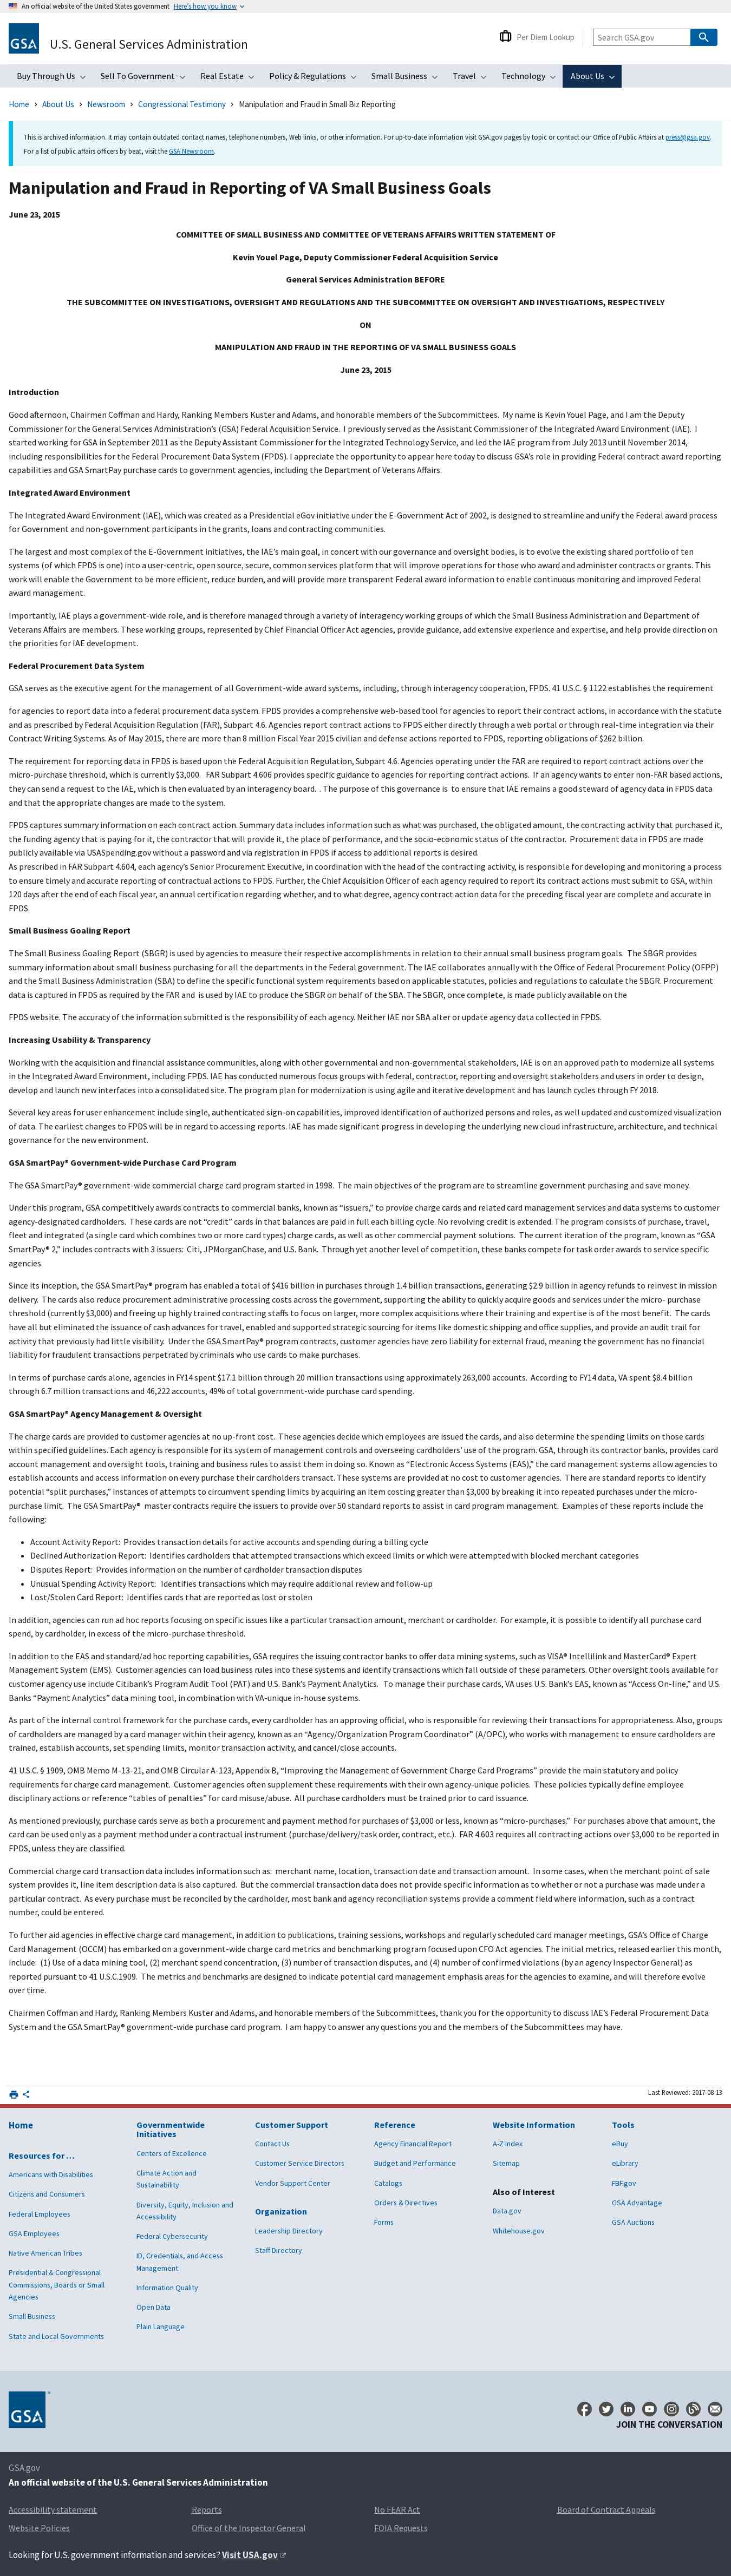 An official website of the United States government Here's how you know
GSA
U.S. General Services Administration
Per Diem Lookup
Search GSA.gov
Buy Through Us
Sell To Government
Real Estate
Policy & Regulations
Small Business
Travel
Technology
About Us
Home › About Us › Newsroom › Congressional Testimony › Manipulation and Fraud in Small Biz Reporting
This is archived information. It may contain outdated contact names, telephone numbers, Web links, or other information. For up-to-date information visit GSA.gov pages by topic or contact our Office of Public Affairs at press@gsa.gov.
For a list of public affairs officers by beat, visit the GSA Newsroom.
Manipulation and Fraud in Reporting of VA Small Business Goals
June 23, 2015
COMMITTEE OF SMALL BUSINESS AND COMMITTEE OF VETERANS AFFAIRS WRITTEN STATEMENT OF
Kevin Youel Page, Deputy Commissioner Federal Acquisition Service
General Services Administration BEFORE
THE SUBCOMMITTEE ON INVESTIGATIONS, OVERSIGHT AND REGULATIONS AND THE SUBCOMMITTEE ON OVERSIGHT AND INVESTIGATIONS, RESPECTIVELY
ON
MANIPULATION AND FRAUD IN THE REPORTING OF VA SMALL BUSINESS GOALS
June 23, 2015
Introduction
Good afternoon, Chairmen Coffman and Hardy, Ranking Members Kuster and Adams, and honorable members of the Subcommittees. My name is Kevin Youel Page, and I am the Deputy
Commissioner for the General Services Administration's (GSA) Federal Acquisition Service. I previously served as the Assistant Commissioner of the Integrated Award Environment (IAE). I
started working for GSA in September 2011 as the Deputy Assistant Commissioner for the Integrated Technology Service, and led the IAE program from July 2013 until November 2014,
including responsibilities for the Federal Procurement Data System (FPDS). I appreciate the opportunity to appear here today to discuss GSA's role in providing Federal contract award reporting
capabilities and GSA SmartPay purchase cards to government agencies, including the Department of Veterans Affairs.
Integrated Award Environment
The Integrated Award Environment (IAE), which was created as a Presidential eGov initiative under the E-Government Act of 2002, is designed to streamline and unify the Federal award process
for Government and non-government participants in the grants, loans and contracting communities.
The largest and most complex of the E-Government initiatives, the IAE's main goal, in concert with our governance and oversight bodies, is to evolve the existing shared portfolio of ten
systems (of which FPDS is one) into a user-centric, open source, secure, common services platform that will improve operations for those who award, administer or receive contracts or grants. This
work will enable the Government to be more efficient, reduce burden, and will provide more transparent Federal award information to enable continuous monitoring and improved Federal
award management.
Importantly, IAE plays a government-wide role, and is therefore managed through a variety of interagency working groups of which the Small Business Administration and Department of
Veterans Affairs are members. These working groups, represented by Chief Financial Officer Act agencies, provide guidance, add extensive experience and expertise, and help provide direction on
the priorities for IAE development.
Federal Procurement Data System
GSA serves as the executive agent for the management of all Government-wide award systems, including, through interagency cooperation, FPDS. 41 U.S.C. § 1122 establishes the requirement
for agencies to report data into a federal procurement data system. FPDS provides a comprehensive web-based tool for agencies to report their contract actions, in accordance with the statute
and as prescribed by Federal Acquisition Regulation (FAR), Subpart 4.6. Agencies report contract actions to FPDS either directly through a web portal or through real-time integration via their
Contract Writing Systems. As of May 2015, there are more than 8 million Fiscal Year 2015 civilian and defense actions reported to FPDS, reporting obligations of $262 billion.
The requirement for reporting data in FPDS is based upon the Federal Acquisition Regulation, Subpart 4.6. Agencies operating under the FAR are required to report contract actions over the
micro-purchase threshold, which is currently $3,000. FAR Subpart 4.606 provides specific guidance to agencies for reporting contract actions. If an agency wants to enter non-FAR based actions, they
can send a request to the IAE, which is then evaluated by an interagency board. . The purpose of this governance is to ensure that IAE remains a good steward of agency data in FPDS data
and that the appropriate changes are made to the system.
FPDS captures summary information on each contract action. Summary data includes information such as what was purchased, the obligated amount, the contracting activity that purchased it,
the funding agency that is paying for it, the contractor that will provide it, the place of performance, and the socio-economic status of the contractor. Procurement data in FPDS are made
publicly available via USASpending.gov without a password and via registration in FPDS if access to additional reports is desired.
As prescribed in FAR Subpart 4.604, each agency's Senior Procurement Executive, in coordination with the head of the contracting activity, is responsible for developing and monitoring a process
to ensure timely and accurate reporting of contractual actions to FPDS. Further, the Chief Acquisition Officer of each agency required to report its contract actions must submit to GSA, within
120 days after the end of each fiscal year, an annual certification regarding whether, and to what degree, agency contract action data for the preceding fiscal year are complete and accurate in
FPDS.
Small Business Goaling Report
The Small Business Goaling Report (SBGR) is used by agencies to measure their respective accomplishments in relation to their annual small business program goals. The SBGR provides
summary information about small business purchasing for all the departments in the Federal government. The IAE collaborates annually with the Office of Federal Procurement Policy (OFPP)
and the Small Business Administration (SBA) to define the specific functional system requirements based on applicable statutes, policies and regulations to calculate the SBGR. Procurement
data is captured in FPDS as required by the FAR and is used by IAE to produce the SBGR on behalf of the SBA. The SBGR, once complete, is made publicly available on the
FPDS website. The accuracy of the information submitted is the responsibility of each agency. Neither IAE nor SBA alter or update agency data collected in FPDS.
Increasing Usability & Transparency
Working with the acquisition and financial assistance communities, along with other government and non-governmental stakeholders, IAE is on an approved path to modernize all systems
in the Integrated Award Environment, including FPDS. IAE has conducted numerous focus groups with federal, contractor, reporting and oversight stakeholders and users in order to design,
develop and launch new interfaces into a consolidated site. The program plan for modernization is using agile and iterative development and has launch cycles through FY 2018.
Several key areas for user enhancement include single, authenticated sign-on capabilities, improved identification of authorized persons and roles, as well updated and customized visualization
of data. The earliest changes to FPDS will be in regard to accessing reports. IAE has made significant progress in developing the underlying new cloud infrastructure, architecture, and technical
governance for the new environment.
GSA SmartPay® Government-wide Purchase Card Program
The GSA SmartPay® government-wide commercial charge card program started in 1998. The main objectives of the program are to streamline government purchasing and save money.
Under this program, GSA competitively awards contracts to commercial banks, known as "issuers," to provide charge cards and related card management services and data systems to customer
agency-designated cardholders. These cards are not "credit" cards in that balances are paid in full each billing cycle. No revolving credit is extended. The program consists of purchase, travel,
fleet and integrated (a single card which combines two or more card types) charge cards, as well as other commercial payment solutions. The current iteration of the program, known as "GSA
SmartPay® 2," includes contracts with 3 issuers: Citi, JPMorganChase, and U.S. Bank. Through yet another level of competition, these banks compete for task order awards to service specific
agencies.
Since its inception, the GSA SmartPay® program has enabled a total of $416 billion in purchases through 1.4 billion transactions, generating $2.9 billion in agency refunds to reinvest in mission
delivery. The cards also reduce procurement administrative processing costs across the government, supporting the ability to quickly acquire goods and services under the micro- purchase
threshold (currently $3,000) and freeing up highly trained contracting staffs to focus on larger, more complex acquisitions where their training and expertise is of the most benefit. The cards
have all but eliminated the issuance of cash advances for travel, enabled and supported strategic sourcing for items like domestic shipping and office supplies, and provide an audit trail for
activity that previously had little visibility. Under the GSA SmartPay® program contracts, customer agencies have zero liability for external fraud, meaning the government has no financial
liability for fraudulent transactions perpetrated by criminals who use cards to make purchases.
In terms of purchase cards alone, agencies in FY14 spent $17.1 billion through 20 million transactions using approximately 263,000 accounts. According to FY14 data, VA spent $8.4 billion
through 6.7 million transactions and 46,222 accounts, 49% of total government-wide purchase card spending.
GSA SmartPay® Agency Management & Oversight
The charge cards are provided to customer agencies at no up-front cost. These agencies decide which employees are issued the cards, and also determine the spending limits on those cards
within specified guidelines. Each agency is responsible for its system of management controls and overseeing cardholders' use of the program. GSA, through its contractor banks, provides access to
account management and oversight tools, training and business rules to assist them in doing so. Known as "Electronic Access Systems (EAS)," the card management systems allow agencies to
establish accounts and access information on every purchase their cardholders transact. These systems are provided at no cost to customer agencies. There are standard reports to identify
potential "split purchases," instances of attempts to circumvent spending limits by acquiring an item or item costing greater than $3,000 by breaking it into repeated purchases under the micro-
purchase limit. The GSA SmartPay® master contracts require the issuers to provide over 50 standard reports to assist in card program management. Examples of these reports include the
following:
Account Activity Report: Provides transaction details for active accounts and spending during a billing cycle
Declined Authorization Report: Identifies cardholders that attempted transactions which exceed limits or which were attempted with blocked merchant categories
Disputes Report: Provides information on the number of cardholder transaction disputes
Unusual Spending Activity Report: Identifies transactions which may require additional review and follow-up
Lost/Stolen Card Report: Identifies cards that are reported as lost or stolen
In addition, agencies can run ad hoc reports focusing on specific issues like a particular transaction amount, merchant or cardholder. For example, it is possible to identify all purchase card
spend, by cardholder, in excess of the micro-purchase threshold.
In addition to the EAS and standard/ad hoc reporting capabilities, GSA requires the issuing contractor banks to offer data mining systems, such as VISA® Intellilink and MasterCard® Expert
Management System (EMS). Customer agencies can load business rules into these systems and identify transactions which fall outside of these parameters. Other oversight tools available for
customer agency use include Citibank's Program Audit Tool (PAT) and U.S. Bank's Payment Analytics. To manage their purchase cards, VA uses U.S. Bank's EAS, known as "Access On-line," and U.S.
Banks "Payment Analytics" data mining tool, in combination with VA-unique in-house systems.
As part of the internal control framework for the purchase cards, every cardholder has an approving official, who is responsible for reviewing their transactions for appropriateness. Also, groups
of cardholders are managed by a card manager within their agency, known as an "Agency/Organization Program Coordinator" (A/OPC), who works with management to ensure cardholders are
trained, establish accounts, set spending limits, monitor transaction activity, and cancel/close accounts.
41 U.S.C. § 1909, OMB Memo M-13-21, and OMB Circular A-123, Appendix B, "Improving the Management of Government Charge Card Programs" provide the main statutory and policy
requirements for charge card management. Customer agencies often supplement these requirements with their own agency-unique policies. These policies typically define employee
disciplinary actions or reference "tables of penalties" for card misuse/abuse. All purchase cardholders must be trained prior to card issuance.
As mentioned previously, purchase cards serve as both a procurement and payment method for purchases of $3,000 or less, known as "micro-purchases." For purchases above that amount, the card
can be used only as a payment method under a contractual instrument (purchase/delivery/task order, contract, etc.). FAR 4.603 requires all contracting actions over $3,000 to be reported in
FPDS, unless they are classified.
Commercial charge card transaction data includes information such as: merchant name, location, transaction date and transaction amount. In some cases, when the merchant point of sale
system provides it, line item description data is also captured. But the commercial transaction data does not provide specific information as to whether or not a purchase was made under a
particular contract. As every purchase must be reconciled by the cardholder, most bank and agency reconciliation systems provide a comment field where information, such as a contract
number, could be entered.
To further aid agencies in effective charge card management, in addition to publications, training sessions, workshops and regularly scheduled card manager meetings, GSA's Office of Charge
Card Management (OCCM) has embarked on a government-wide charge card metrics and benchmarking program focused upon CFO Act agencies. The initial metrics, released earlier this month,
include: (1) Use of a data mining tool, (2) merchant spend concentration, (3) number of transaction disputes, and (4) number of confirmed violations (by an agency Inspector General) as
reported pursuant to 41 U.S.C.1909. The metrics and benchmarks are designed to indicate potential card management emphasis areas for the agencies to examine, and will therefore evolve
over time.
Chairmen Coffman and Hardy, Ranking Members Kuster and Adams, and honorable members of the Subcommittees, thank you for the opportunity to discuss IAE's Federal Procurement Data
System and the GSA SmartPay® government-wide purchase card program. I am happy to answer any questions you and the members of the Subcommittees may have.
Last Reviewed: 2017-08-13
Home
Resources for …
Americans with Disabilities
Citizens and Consumers
Federal Employees
GSA Employees
Native American Tribes
Presidential & Congressional
Commissions, Boards or Small
Agencies
Small Business
State and Local Governments
Governmentwide
Initiatives
Centers of Excellence
Climate Action and
Sustainability
Diversity, Equity, Inclusion and
Accessibility
Federal Cybersecurity
ID, Credentials, and Access
Management
Information Quality
Open Data
Plain Language
Customer Support
Contact Us
Customer Service Directors
Vendor Support Center
Organization
Leadership Directory
Staff Directory
Reference
Agency Financial Report
Budget and Performance
Catalogs
Orders & Directives
Forms
Website Information
A-Z Index
Sitemap
Also of Interest
Data.gov
Whitehouse.gov
Tools
eBuy
eLibrary
FBF.gov
GSA Advantage
GSA Auctions
GSA
JOIN THE CONVERSATION
GSA.gov
An official website of the U.S. General Services Administration
Accessibility statement
Reports
No FEAR Act
Board of Contract Appeals
Website Policies
Office of the Inspector General
FOIA Requests
Looking for U.S. government information and services? Visit USA.gov